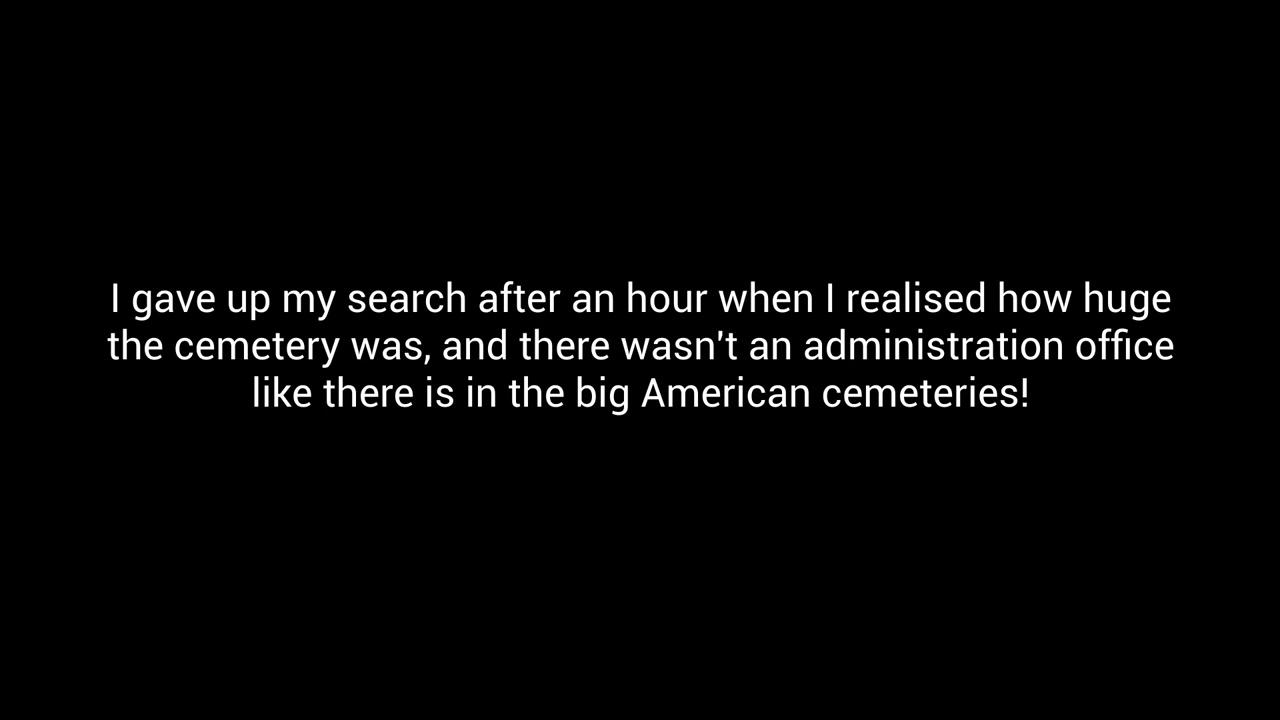 I gave up my search after an hour when I realised how huge
the cemetery was, and there wasn't an administration office
like there is in the big American cemeteries!